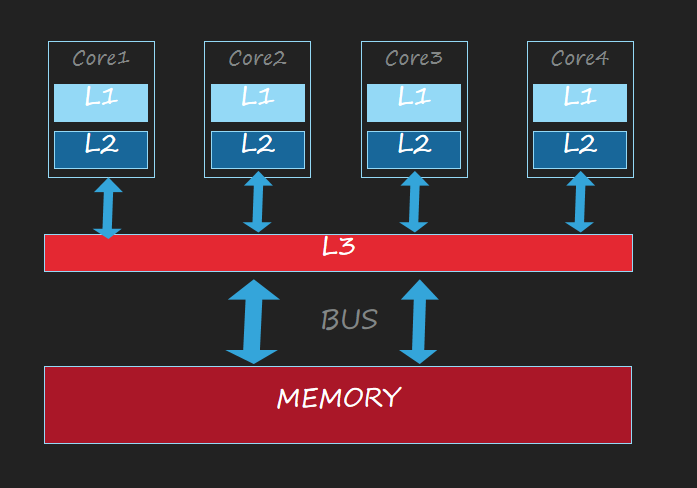 Core1 Core2 Core3 Core4
L1 L1 L1 L1
L2 L2 L2 L2
L3
BUS
MEMORY